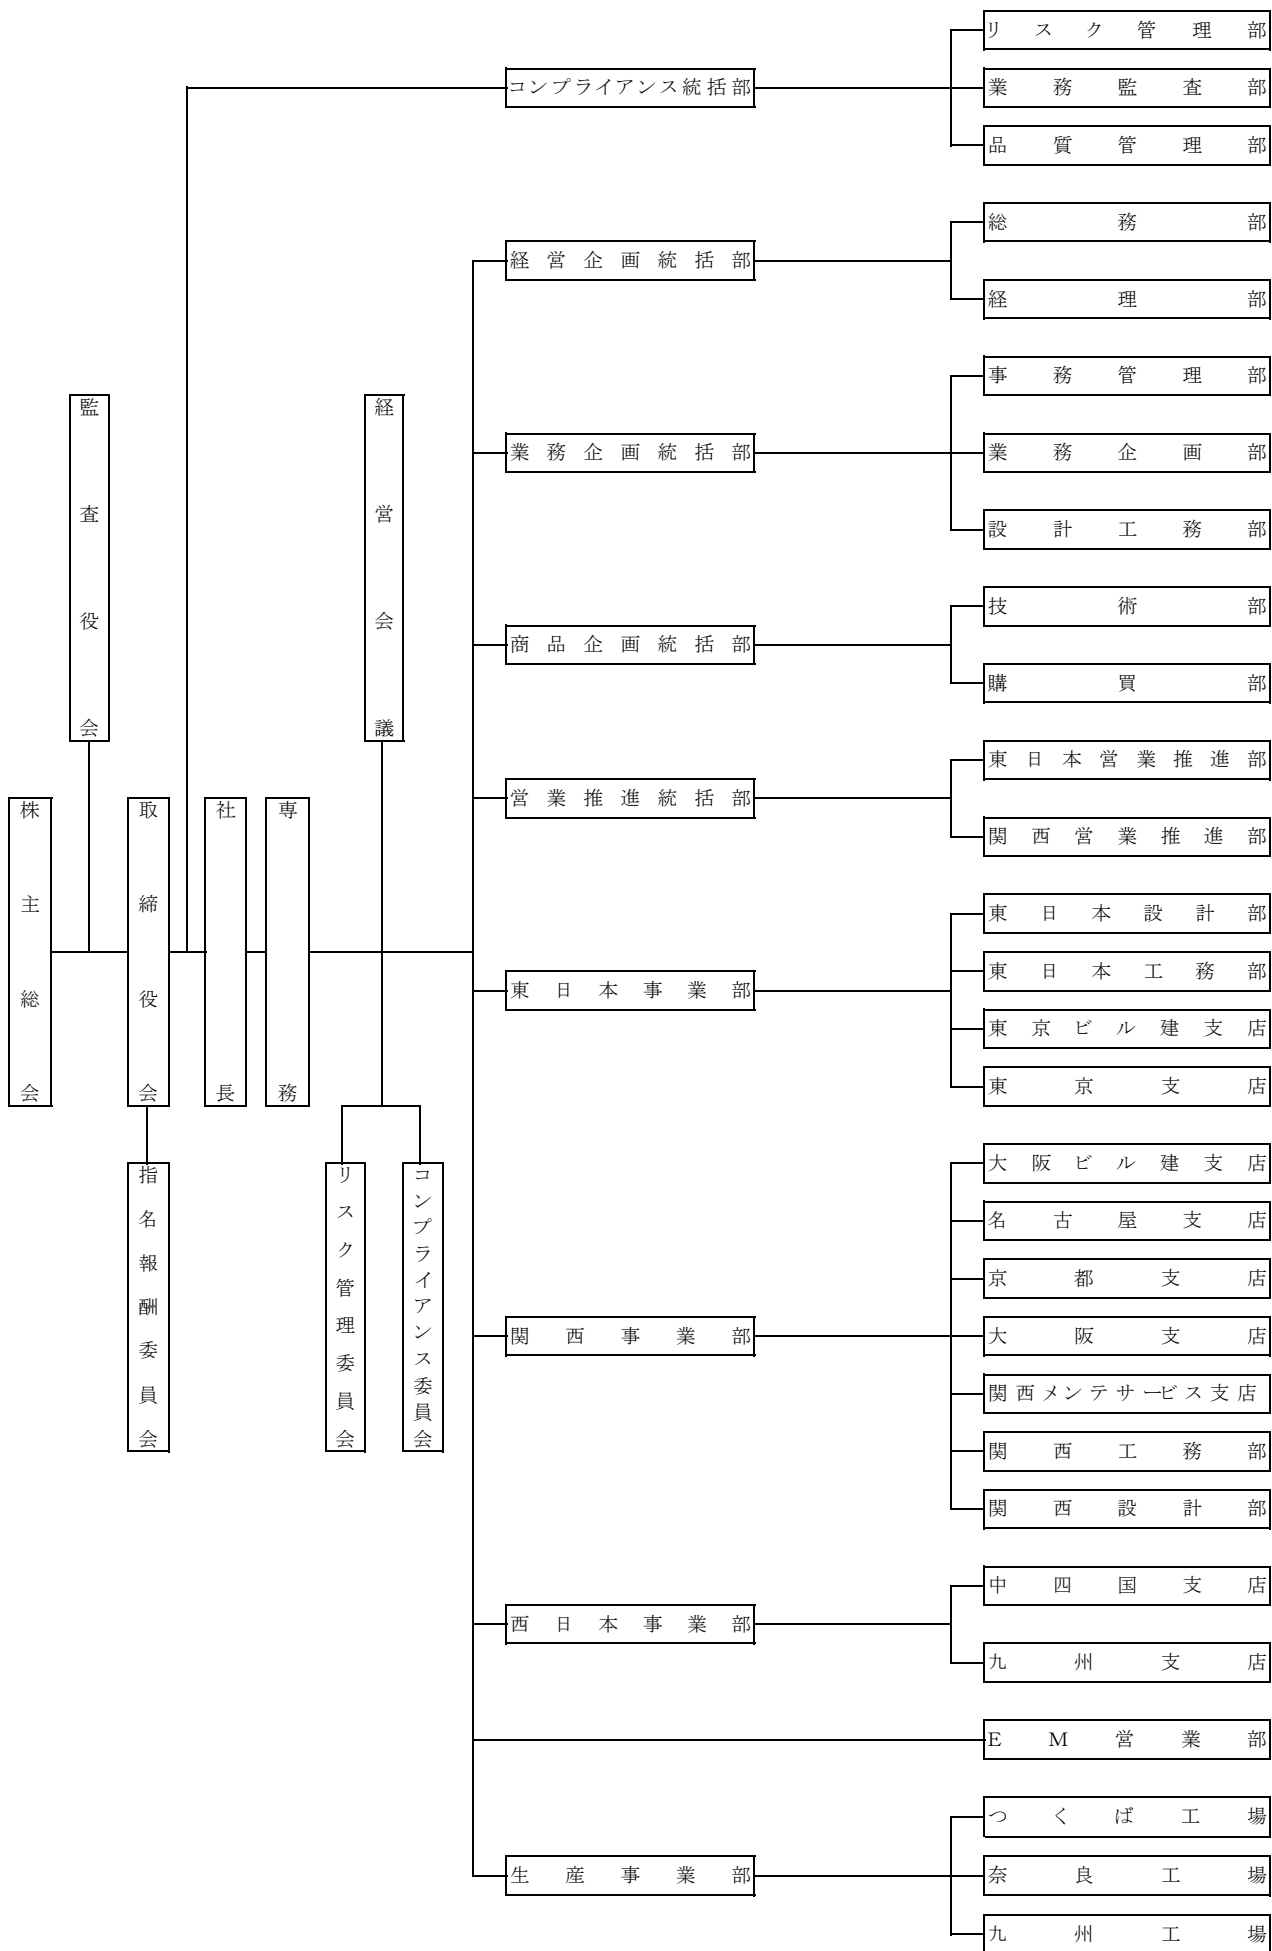 株主総会
監査役会
取締役会
指名報酬委員会
社長
専務
経営会議
リスク管理委員会
コンプライアンス委員会
コンプライアンス統括部
リスク管理部
業務監査部
品質管理部
経営企画統括部
総務部
経理部
業務企画統括部
事務管理部
業務企画部
設計工務部
商品企画統括部
技術部
購買部
営業推進統括部
東日本営業推進部
関西営業推進部
東日本事業部
東日本設計部
東日本工務部
東京ビル建支店
東京支店
関西事業部
大阪ビル建支店
名古屋支店
京都支店
大阪支店
関西メンテサービス支店
関西工務部
関西設計部
西日本事業部
中四国支店
九州支店
EM営業部
生産事業部
つくば工場
奈良工場
九州工場